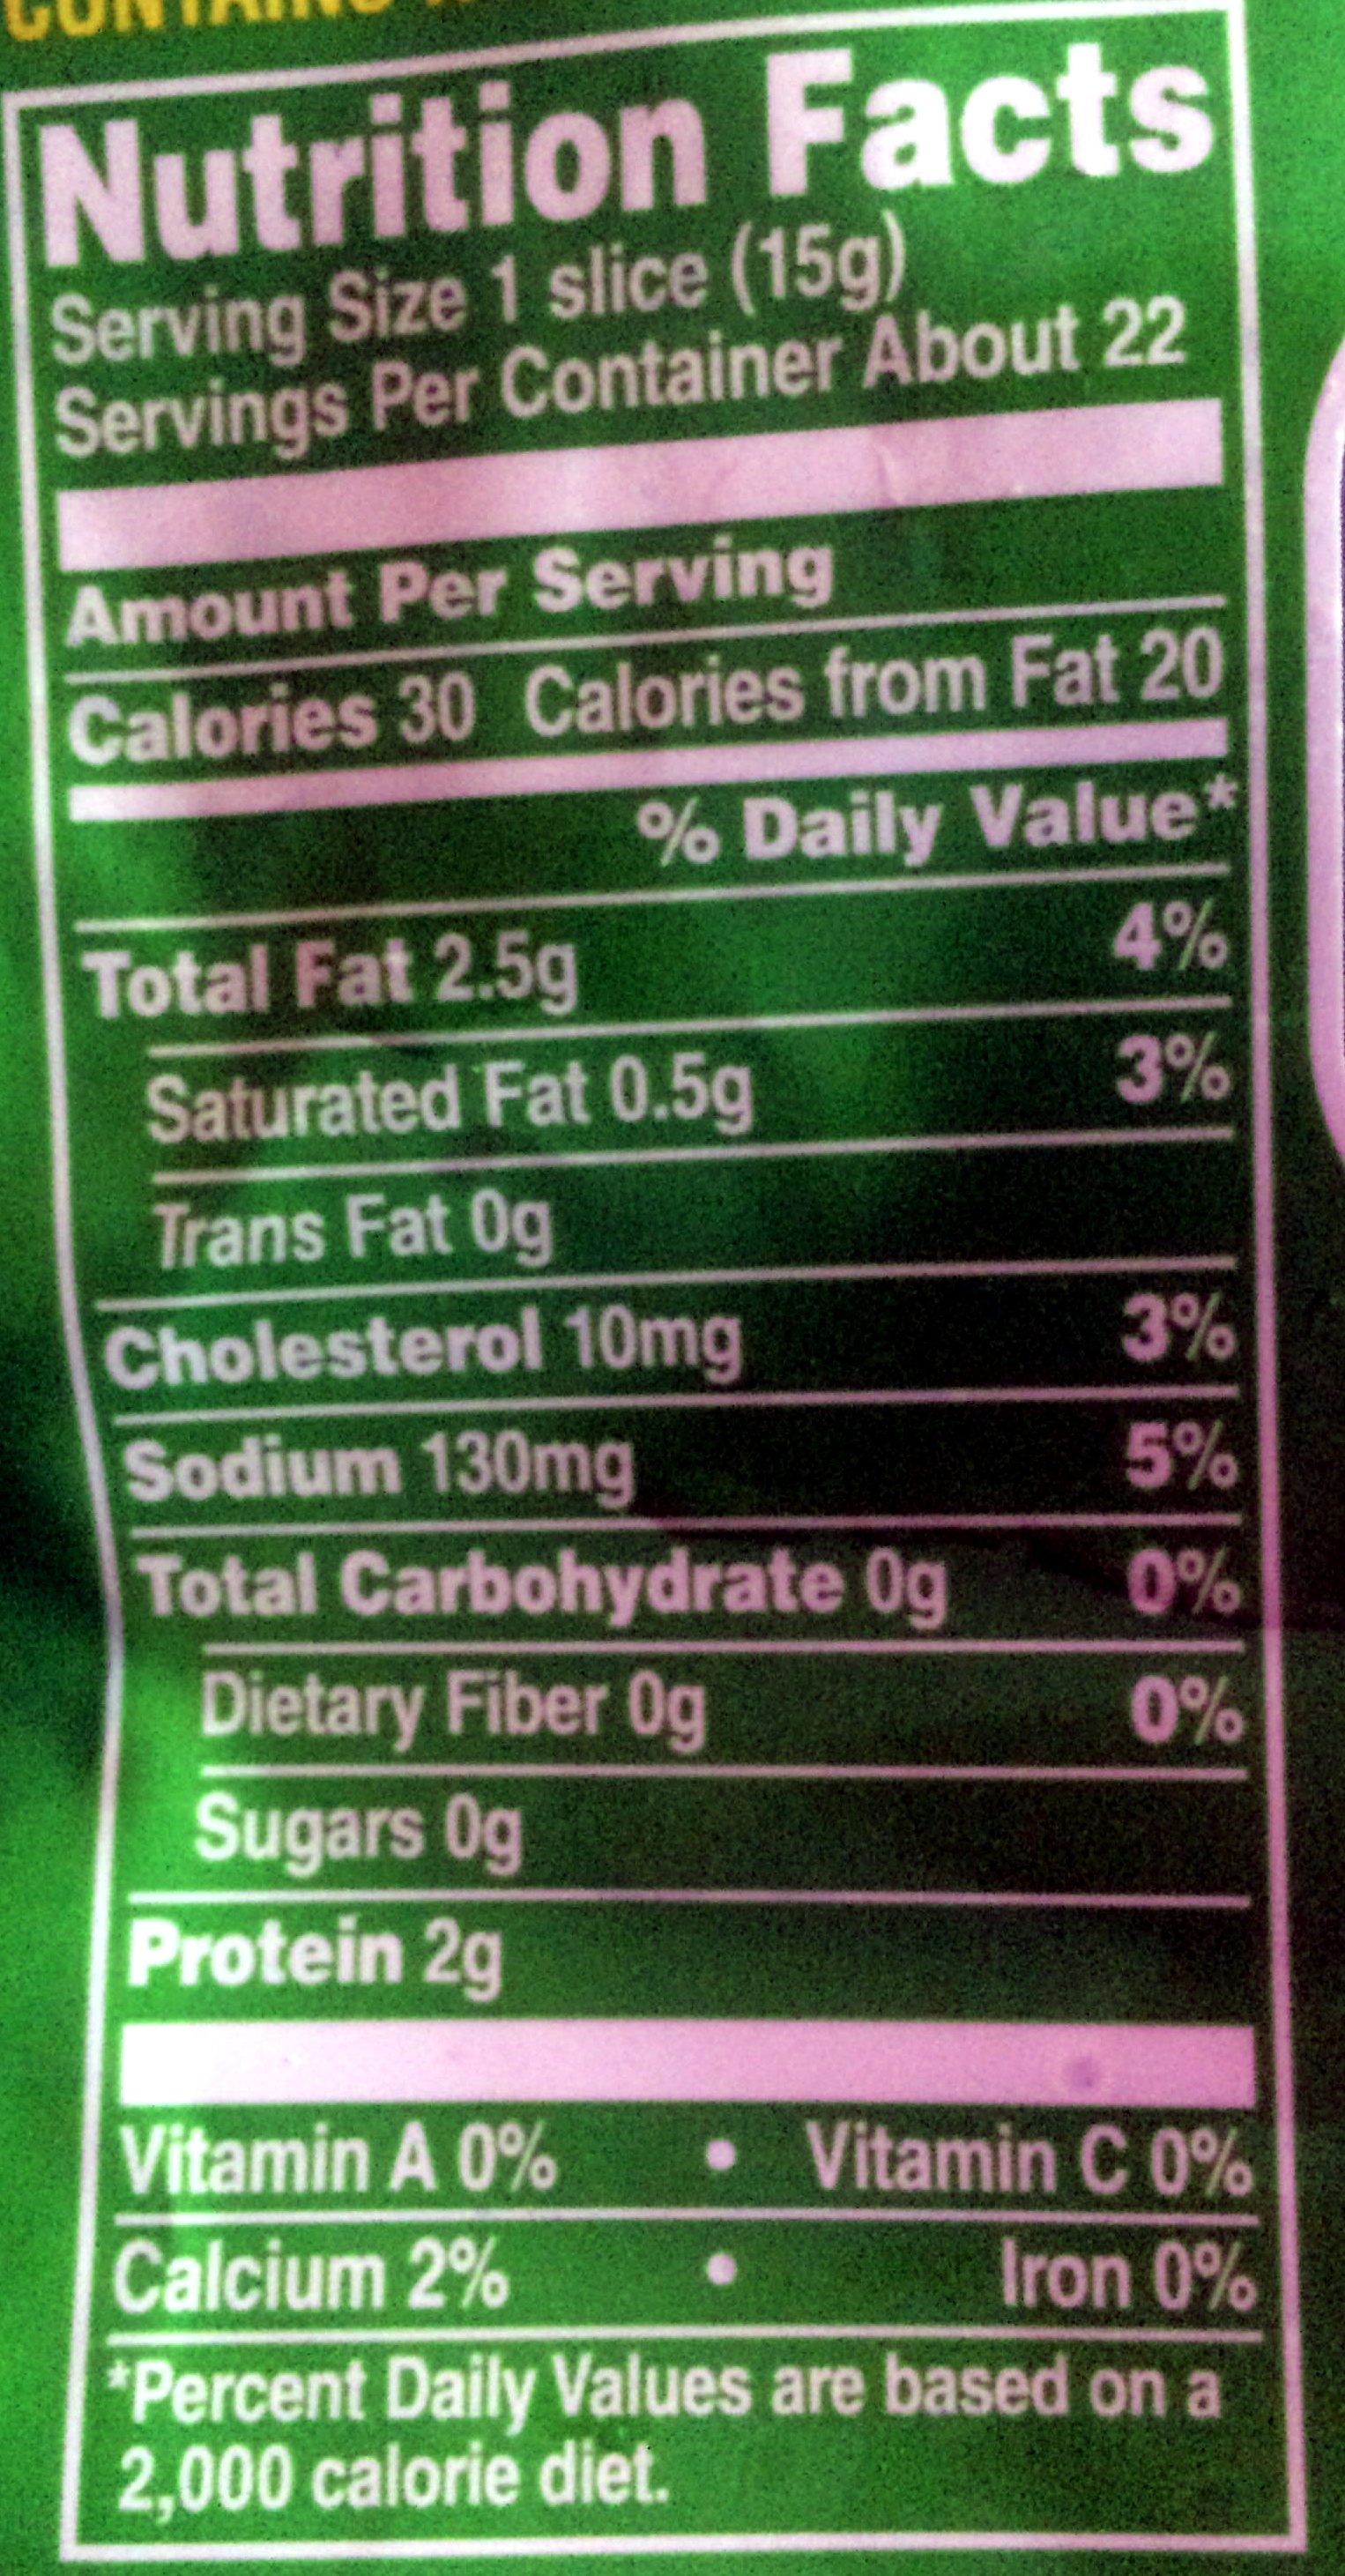 CONTAINS
Nutrition Facts
Serving Size 1 slice (15g)
Servings Per Container About 22
Amount Per Serving
Calories 30 Calories from Fat 20
% Daily Value*
Total Fat 2.5g 4%
Saturated Fat 0.5g 3%
Trans Fat 0g
Cholesterol 10mg 3%
Sodium 130mg 5%
Total Carbohydrate 0g 0%
Dietary Fiber 0g 0%
Sugars 0g
Protein 2g
Vitamin A 0% • Vitamin C 0%
Calcium 2% • Iron 0%
*Percent Daily Values are based on a
2,000 calorie diet.